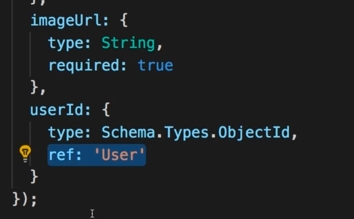 },
imageUrl: {
type: String,
required: true
},
userId: {
type: Schema.Types.ObjectId,
ref: 'User'
}
});